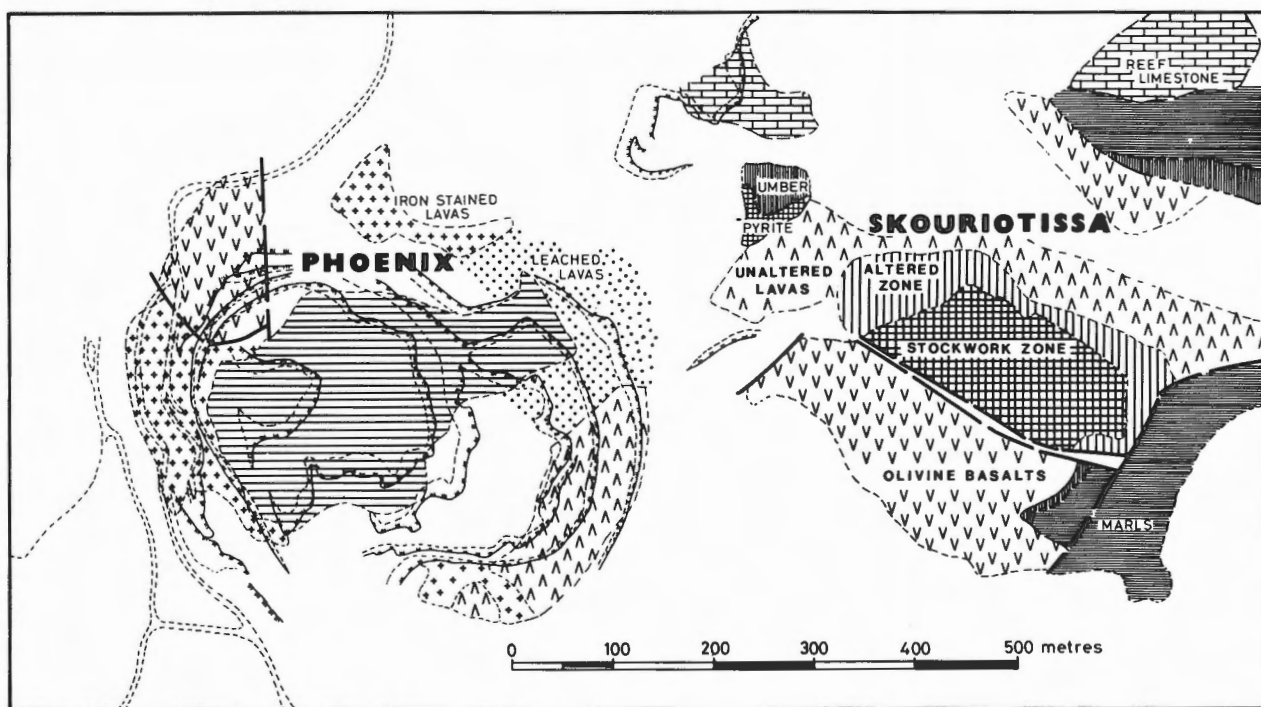 REEF
LIMESTONE
UMBER
IRON STAINED
LAVAS
PYRITE
SKOURIOTISSA
PHOENIX
LEACHED
LAVAS
UNALTERED
LAVAS
ALTERED
ZONE
STOCKWORK ZONE
OLIVINE BASALTS
MARLS
0 100 200 300 400 500 metres